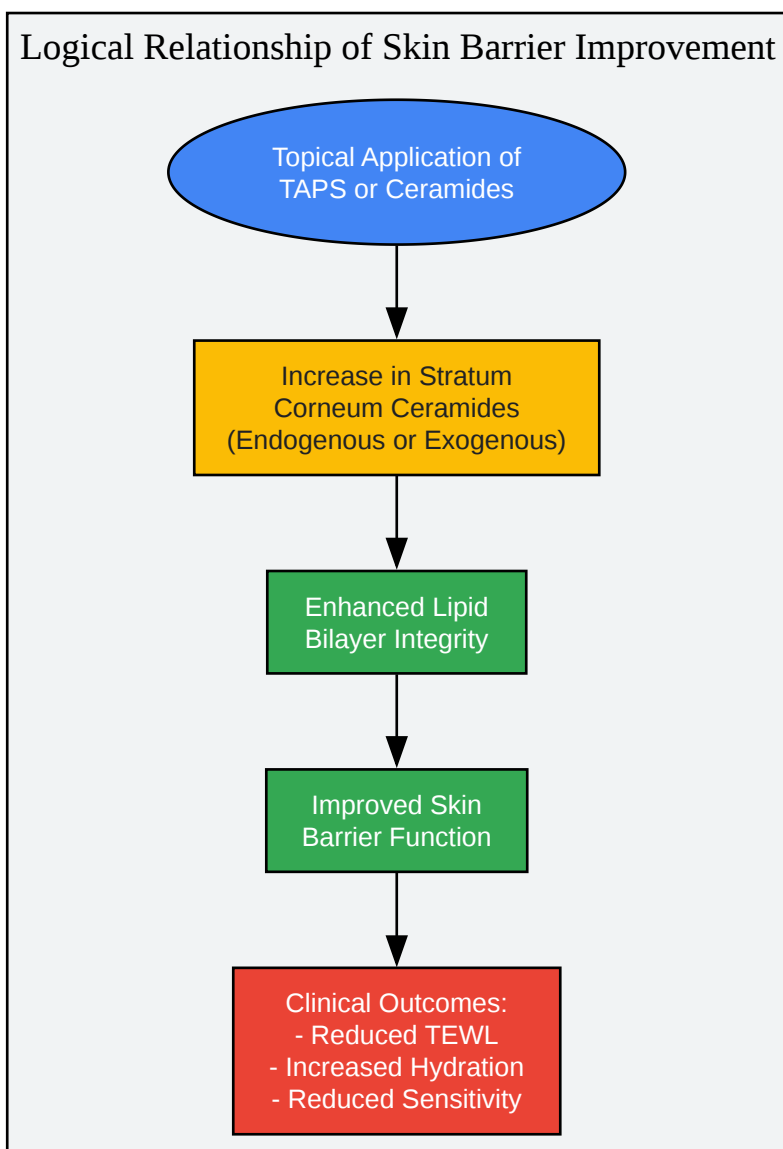 Logical Relationship of Skin Barrier Improvement
Topical Application of
TAPS or Ceramides
Increase in Stratum
Corneum Ceramides
(Endogenous or Exogenous)
Enhanced Lipid
Bilayer Integrity
Improved Skin
Barrier Function
Clinical Outcomes:
- Reduced TEWL
- Increased Hydration
- Reduced Sensitivity